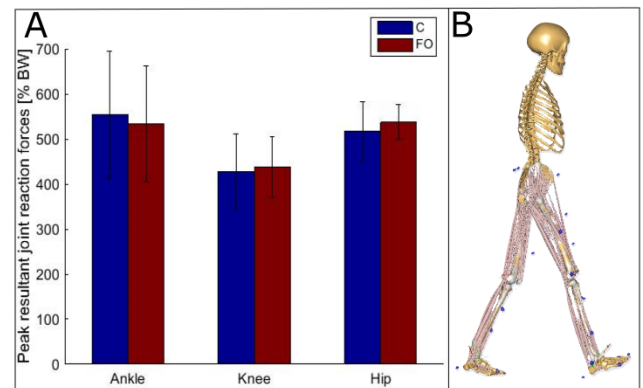 A
B
C
FO
Peak resultant joint reaction forces [% BW]
700
600
500
400
300
200
100
0
Ankle Knee Hip